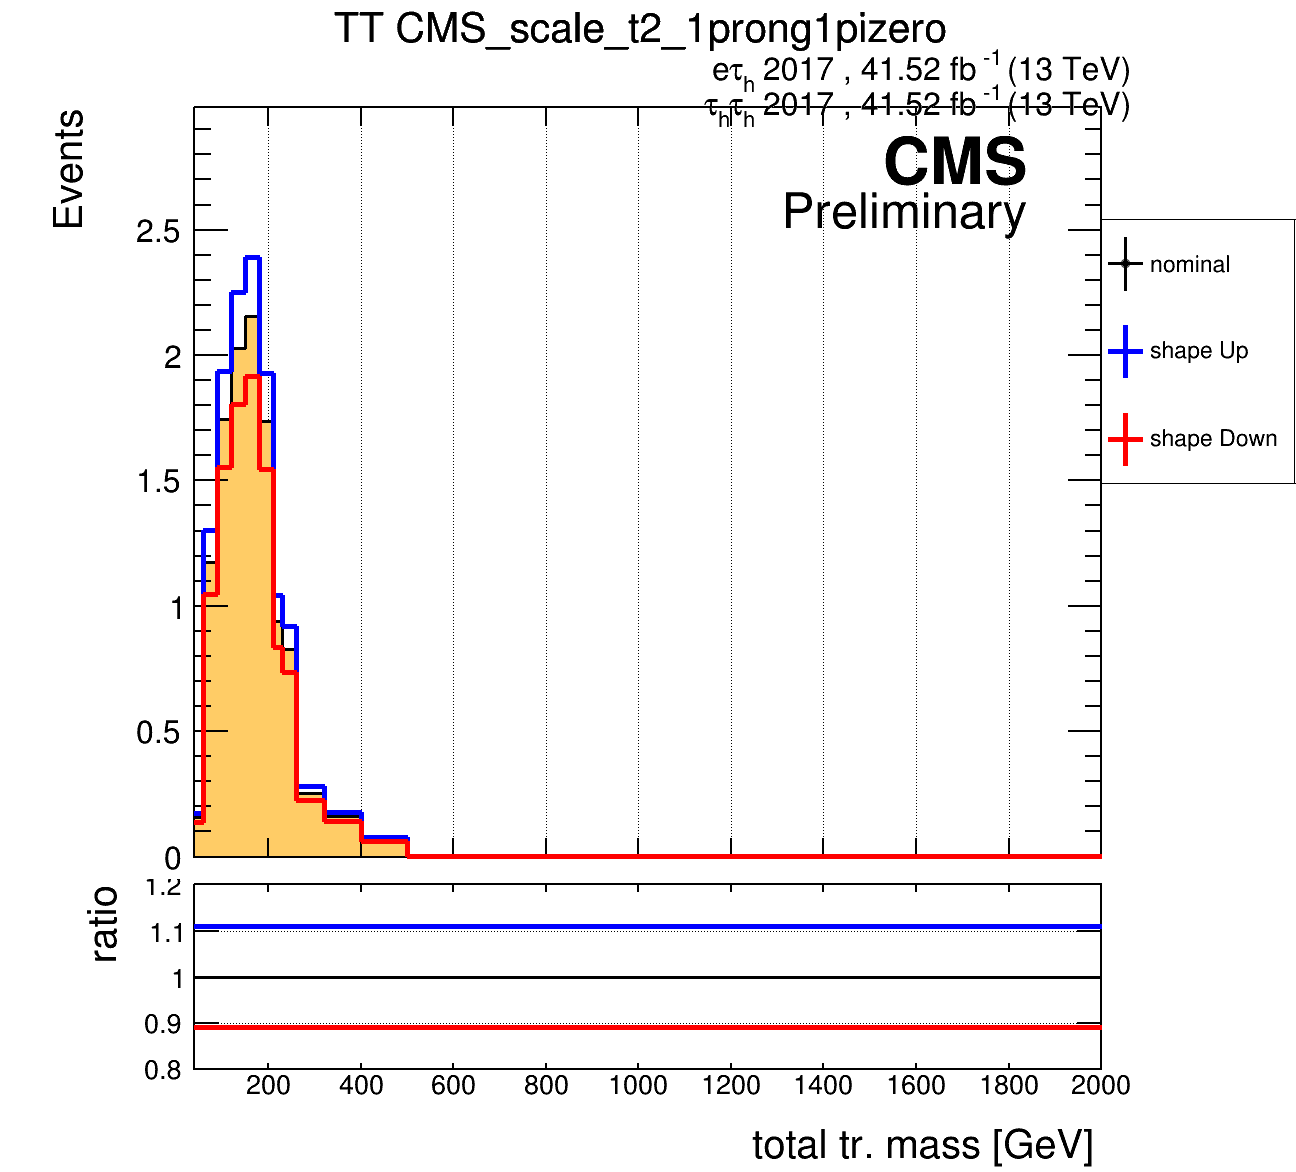 TT CMS_scale_t2_1prong1pizero
eτh 2017 , 41.52 fb-1 (13 TeV)
τhτh 2017 , 41.52 fb-1 (13 TeV)
CMS
Preliminary
Events
2.5
2
1.5
1
0.5
0
nominal
shape Up
shape Down
ratio
1.2
1.1
1
0.9
0.8
200 400 600 800 1000 1200 1400 1600 1800 2000
total tr. mass [GeV]